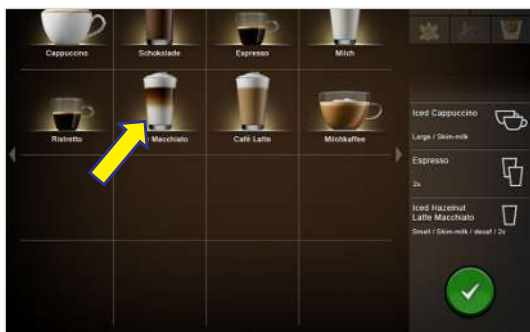 Cappuccino
Schokolade
Espresso
Milch
Ristretto
Macchiato
Café Latte
Milchkaffee
Iced Cappuccino
Large / Skim-milk
Espresso
2x
Iced Hazelnut
Latte Macchiato
Small / Skim-milk / decaf / 2x